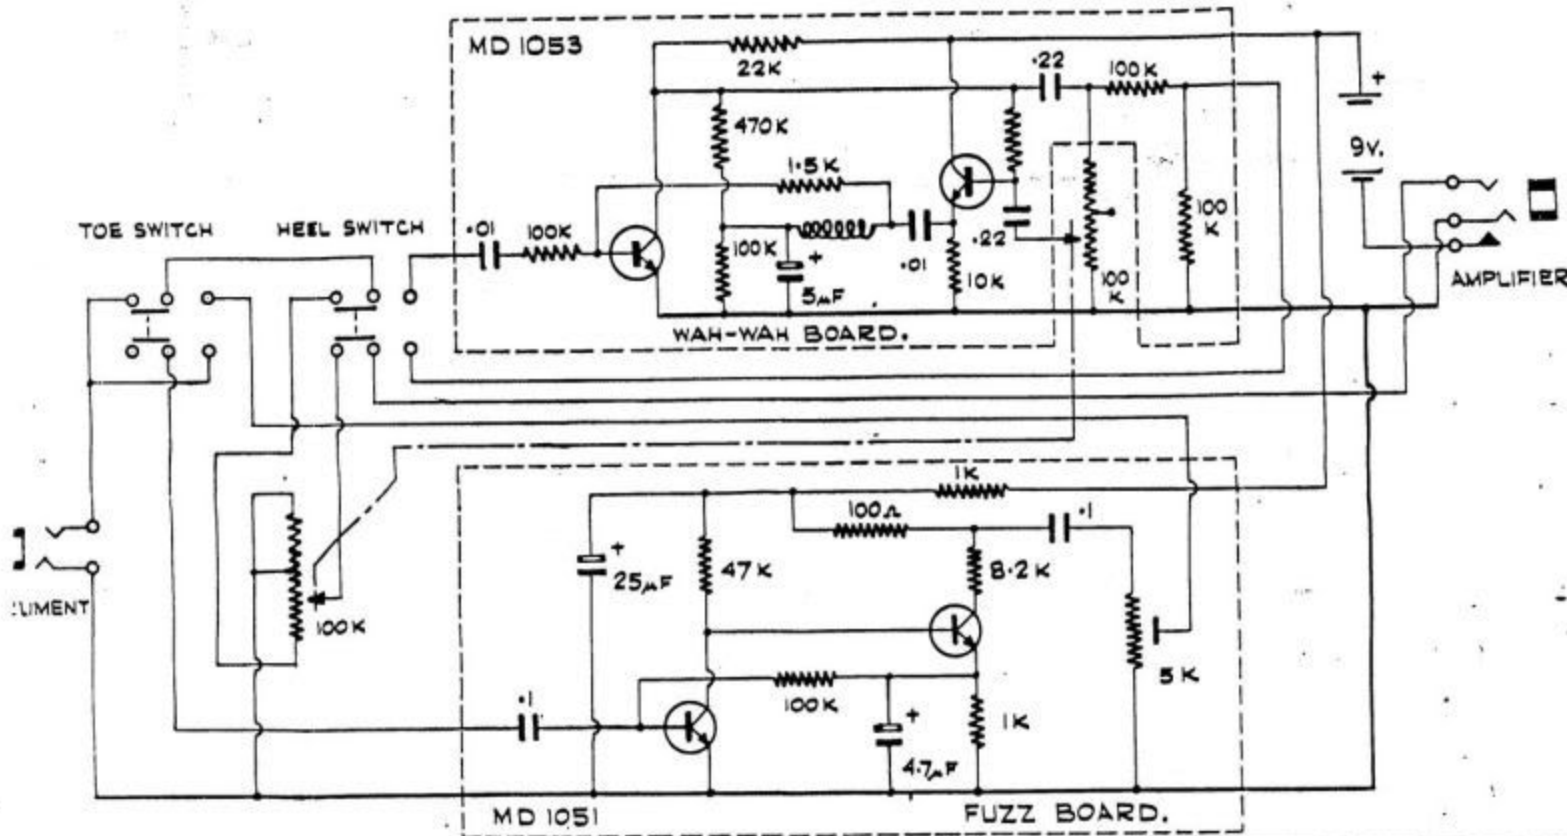 MD 1053
22K
.22
100K
+
470K
9V.
1.5K
TOE SWITCH
HEEL SWITCH
.01
100K
100K
.22
100
K
+
.01
5µF
10K
100
K
AMPLIFIER
WAH-WAH BOARD.
1K
100Ω
.1
+
25µF
47K
8.2K
:UMENT
100K
5K
.1
100K
+
1K
4.7µF
MD 1051
FUZZ BOARD.